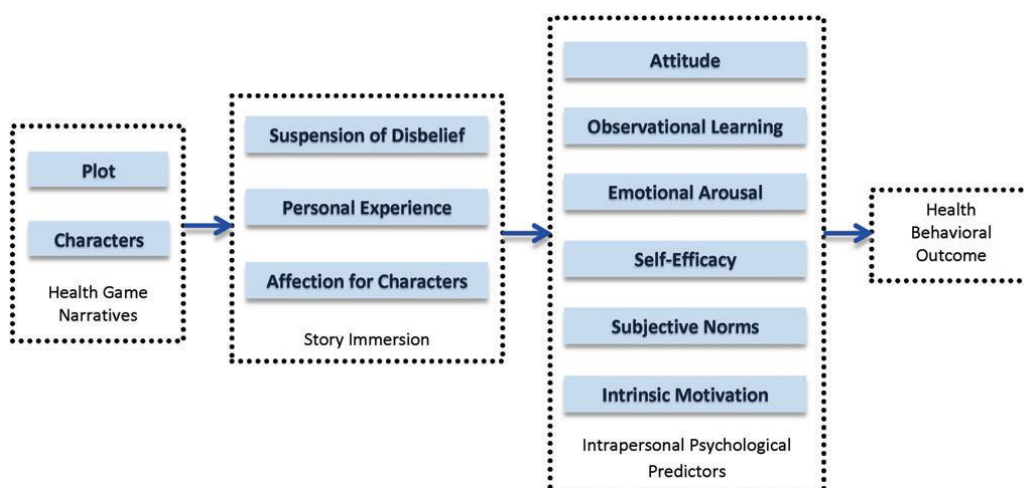 Plot
Characters
Health Game
Narratives
Suspension of Disbelief
Personal Experience
Affection for Characters
Story Immersion
Attitude
Observational Learning
Emotional Arousal
Self-Efficacy
Subjective Norms
Intrinsic Motivation
Intrapersonal Psychological
Predictors
Health
Behavioral
Outcome